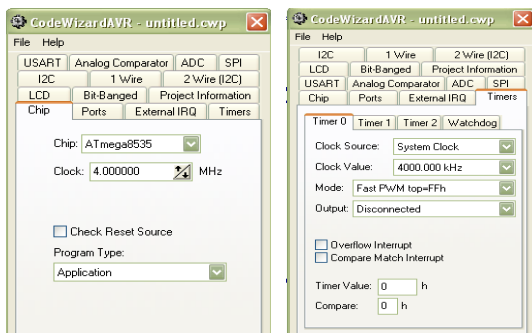 CodeWizardAVR - untitled.cwp
File Help
USART Analog Comparator ADC SPI
I2C 1 Wire 2 Wire (I2C)
LCD Bit-Banged Project Information
Chip Ports External IRQ Timers
Chip: ATmega8535
Clock: 4.000000 MHz
Check Reset Source
Program Type:
Application
CodeWizardAVR - untitled.cwp
File Help
I2C 1 Wire 2 Wire (I2C)
LCD Bit-Banged Project Information
USART Analog Comparator ADC SPI
Chip Ports External IRQ Timers
Timer 0 Timer 1 Timer 2 Watchdog
Clock Source: System Clock
Clock Value: 4000.000 kHz
Mode: Fast PWM top=FFh
Output: Disconnected
Overflow Interrupt
Compare Match Interrupt
Timer Value: 0 h
Compare: 0 h